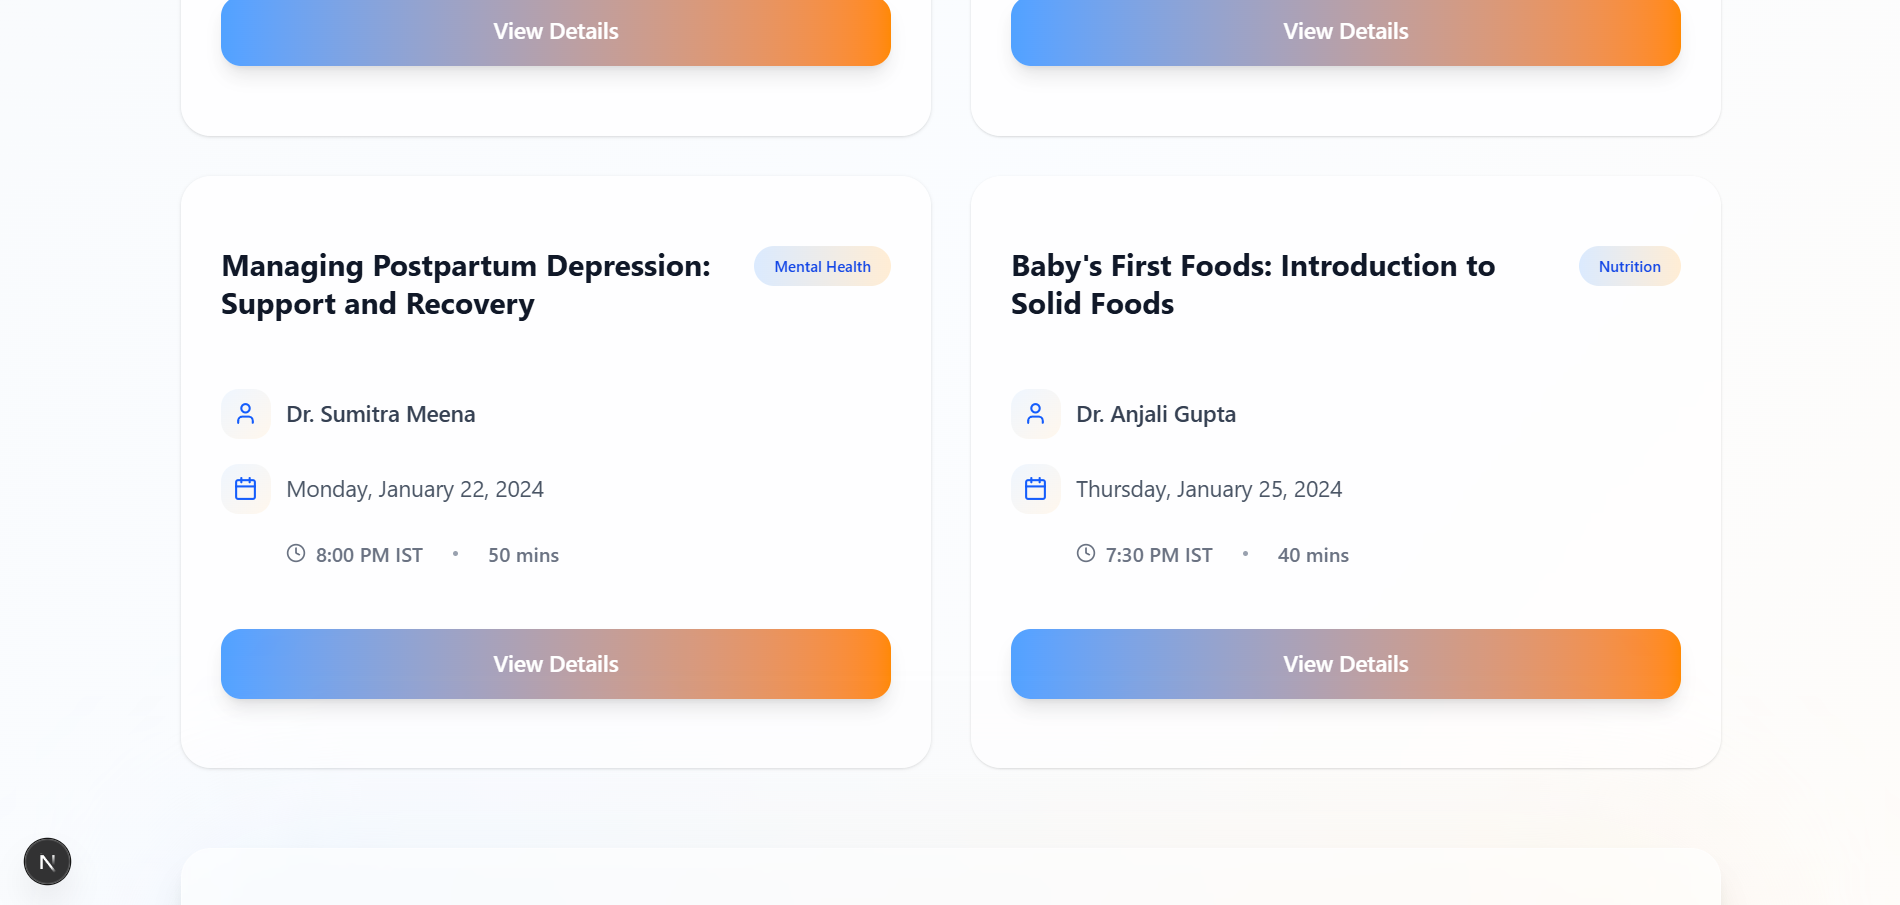 View Details
View Details
Managing Postpartum Depression:
Support and Recovery
Mental Health
Dr. Sumitra Meena
Monday, January 22, 2024
8:00 PM IST • 50 mins
View Details
Baby's First Foods: Introduction to
Solid Foods
Nutrition
Dr. Anjali Gupta
Thursday, January 25, 2024
7:30 PM IST • 40 mins
View Details
N